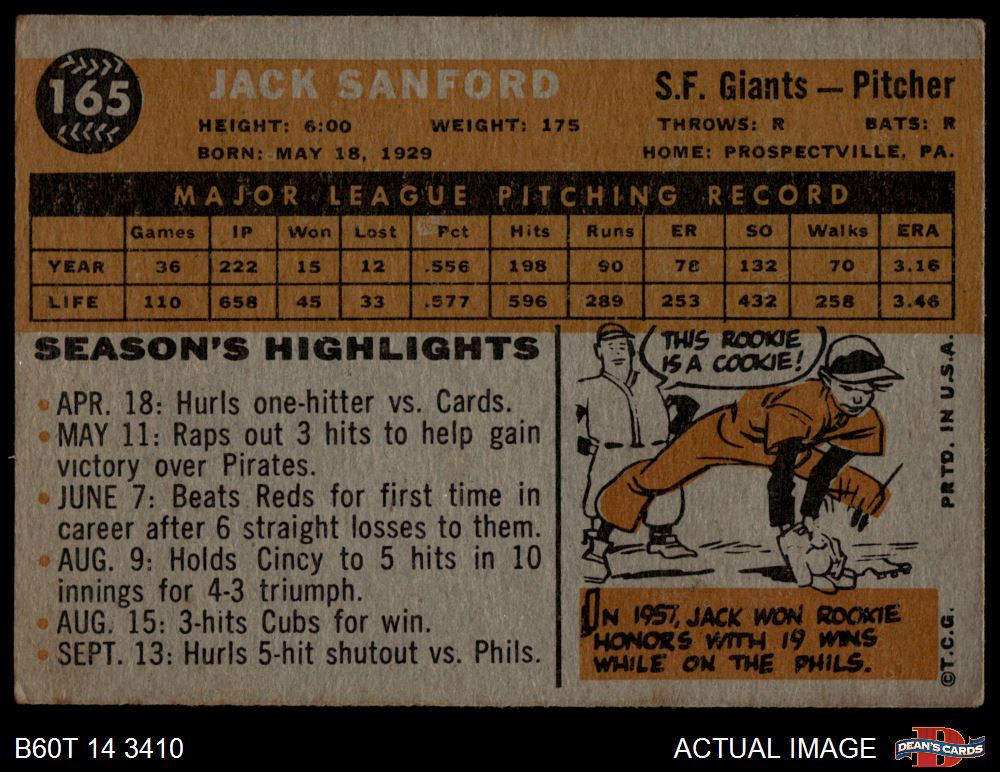 165
JACK SANFORD
S.F. Giants — Pitcher
HEIGHT: 6:00 WEIGHT: 175 THROWS: R BATS: R
BORN: MAY 18, 1929 HOME: PROSPECTVILLE, PA.
MAJOR LEAGUE PITCHING RECORD
Games IP Won Lost Pct Hits Runs ER SO Walks ERA
YEAR 36 222 15 12 .556 198 90 78 132 70 3.16
LIFE 110 658 45 33 .577 596 289 253 432 258 3.46
SEASON'S HIGHLIGHTS
• APR. 18: Hurls one-hitter vs. Cards.
• MAY 11: Raps out 3 hits to help gain
victory over Pirates.
• JUNE 7: Beats Reds for first time in
career after 6 straight losses to them.
• AUG. 9: Holds Cincy to 5 hits in 10
innings for 4-3 triumph.
• AUG. 15: 3-hits Cubs for win.
• SEPT. 13: Hurls 5-hit shutout vs. Phils.
THIS ROOKIE
IS A COOKIE!
IN 1957, JACK WON ROOKIE
HONORS WITH 19 WINS
WHILE ON THE PHILS.
©T.C.G. PRTD. IN U.S.A.
B60T 14 3410
ACTUAL IMAGE
DEAN'S CARDS